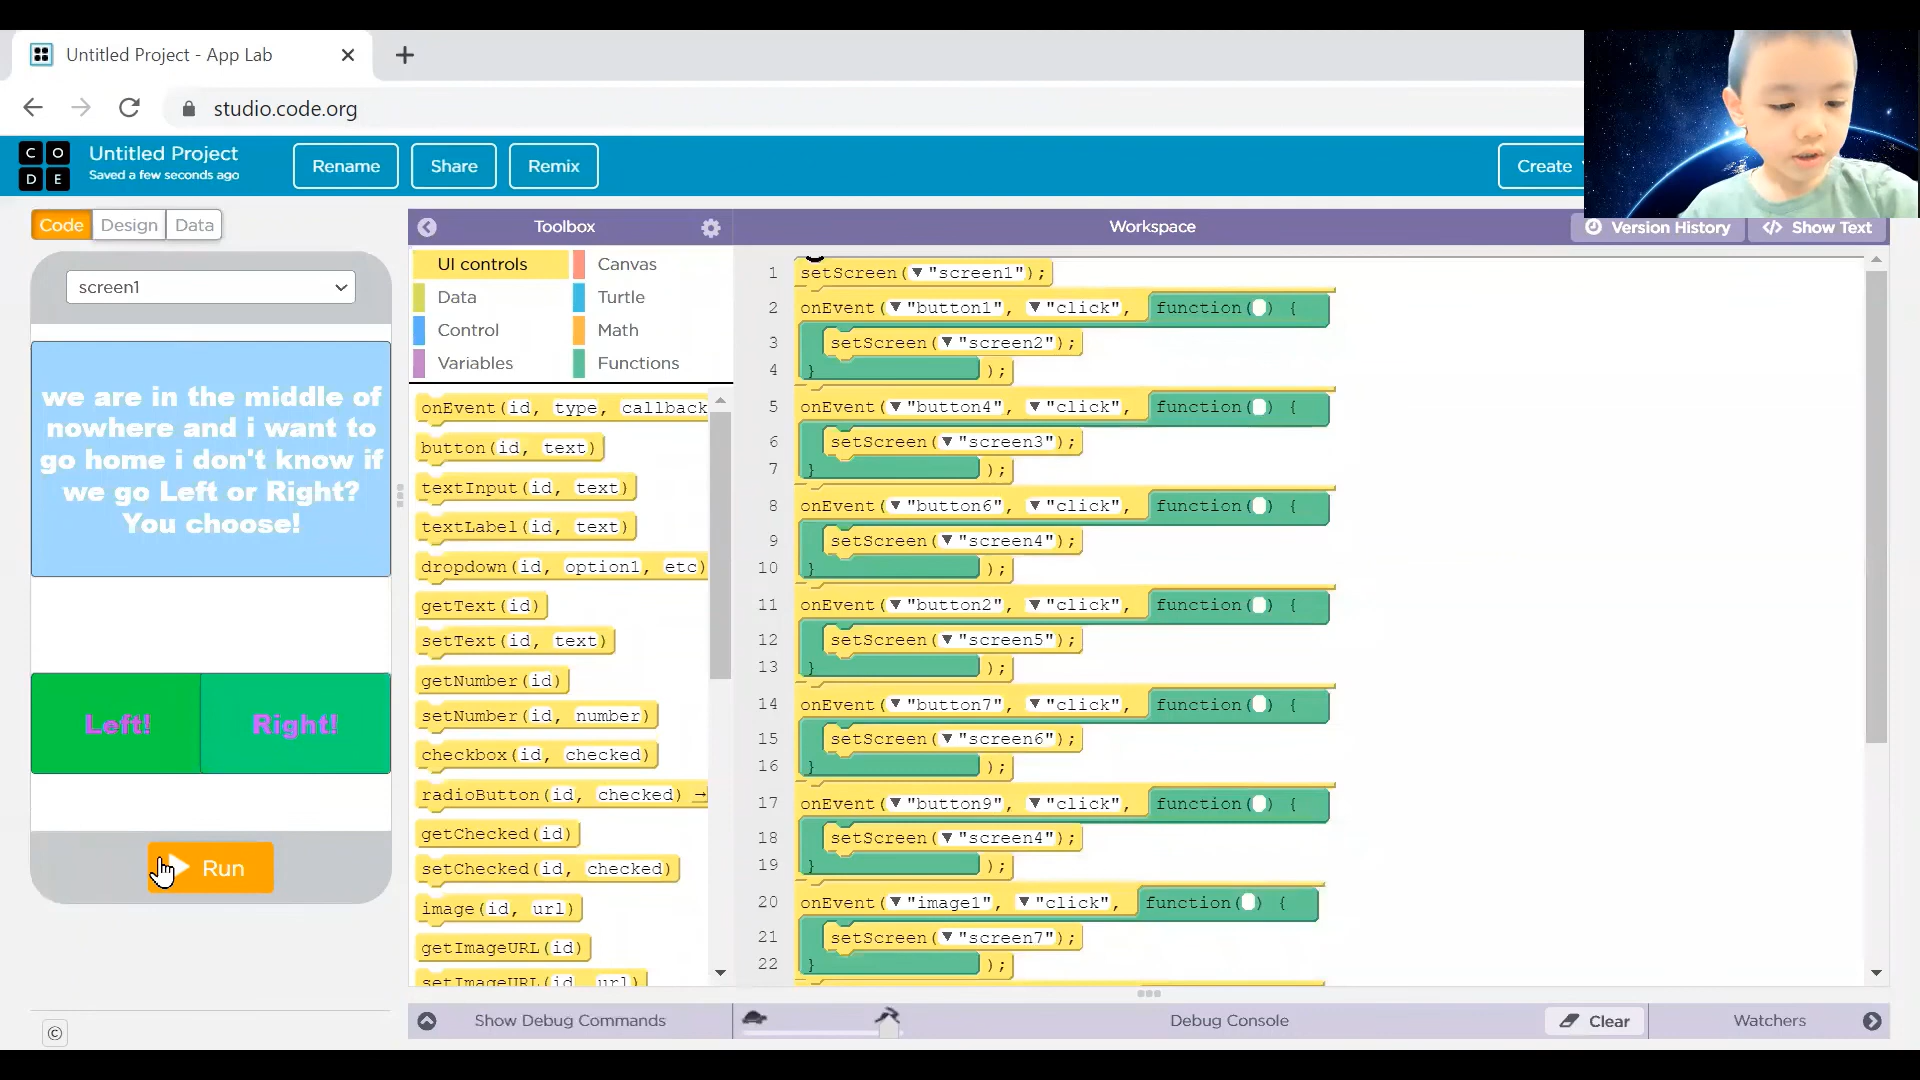 Untitled Project - App Lab
studio.code.org
CODE
Untitled Project
Saved a few seconds ago
Rename
Share
Remix
Create
Code
Design
Data
Toolbox
Workspace
Version History
Show Text
screen1
we are in the middle of
nowhere and i want to
go home i don't know if
we go Left or Right?
You choose!
Left!
Right!
Run
©
UI controls
Canvas
Data
Turtle
Control
Math
Variables
Functions
onEvent(id, type, callback
button(id, text)
textInput(id, text)
textLabel(id, text)
dropdown(id, option1, etc)
getText(id)
setText(id, text)
getNumber(id)
setNumber(id, number)
checkbox(id, checked)
radioButton(id, checked)
getChecked(id)
setChecked(id, checked)
image(id, url)
getImageURL(id)
setImageURL(id, url)
1 setScreen("screen1");
2 onEvent("button1", "click", function() {
3 setScreen("screen2");
4 });
5 onEvent("button4", "click", function() {
6 setScreen("screen3");
7 });
8 onEvent("button6", "click", function() {
9 setScreen("screen4");
10 });
11 onEvent("button2", "click", function() {
12 setScreen("screen5");
13 });
14 onEvent("button7", "click", function() {
15 setScreen("screen6");
16 });
17 onEvent("button9", "click", function() {
18 setScreen("screen4");
19 });
20 onEvent("image1", "click", function() {
21 setScreen("screen7");
22 });
Show Debug Commands
Debug Console
Clear
Watchers